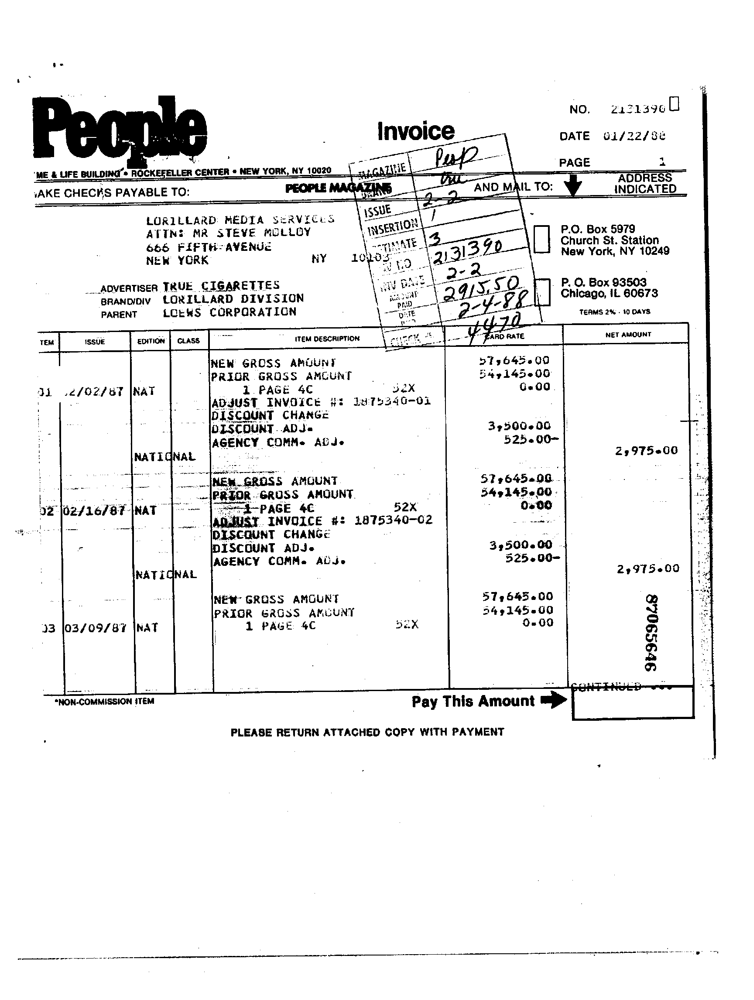 People
Invoice
NO. 2131396
DATE 01/22/88
PAGE 1
ME & LIFE BUILDING • ROCKEFELLER CENTER • NEW YORK, NY 10020
AKE CHECKS PAYABLE TO: PEOPLE MAGAZINE AND MAIL TO: ADDRESS INDICATED
LORILLARD MEDIA SERVICES
ATTN: MR STEVE MOLLOY
666 FIFTH AVENUE
NEW YORK NY 10103
P.O. Box 5979
Church St. Station
New York, NY 10249
P. O. Box 93503
Chicago, IL 60673
TERMS 2% - 10 DAYS
ADVERTISER TRUE CIGARETTES
BRANDIDIV LORILLARD DIVISION
PARENT LOEWS CORPORATION
MAGAZINE Peop
BRAND
ISSUE 2-2
INSERTION 1
ESTIMATE 3
INV NO 2131390
INV DATE 2-2
AMOUNT PAID 2915.50
DATE PAID 2-4-88
CHECK # 4470
TEM ISSUE EDITION CLASS ITEM DESCRIPTION CARD RATE NET AMOUNT
NEW GROSS AMOUNT 57,645.00
PRIOR GROSS AMOUNT 54,145.00
01 2/02/87 NAT 1 PAGE 4C 52X 0.00
ADJUST INVOICE #: 1875340-01
DISCOUNT CHANGE
DISCOUNT ADJ. 3,500.00
AGENCY COMM. ADJ. 525.00-
NATIONAL 2,975.00
NEW GROSS AMOUNT 57,645.00
PRIOR GROSS AMOUNT 54,145.00
02 02/16/87 NAT 1 PAGE 4C 52X 0.00
ADJUST INVOICE #: 1875340-02
DISCOUNT CHANGE
DISCOUNT ADJ. 3,500.00
AGENCY COMM. ADJ. 525.00-
NATIONAL 2,975.00
NEW GROSS AMOUNT 57,645.00
PRIOR GROSS AMOUNT 54,145.00
03 03/09/87 NAT 1 PAGE 4C 52X 0.00
87065646
CONTINUED ...
*NON-COMMISSION ITEM
Pay This Amount
PLEASE RETURN ATTACHED COPY WITH PAYMENT